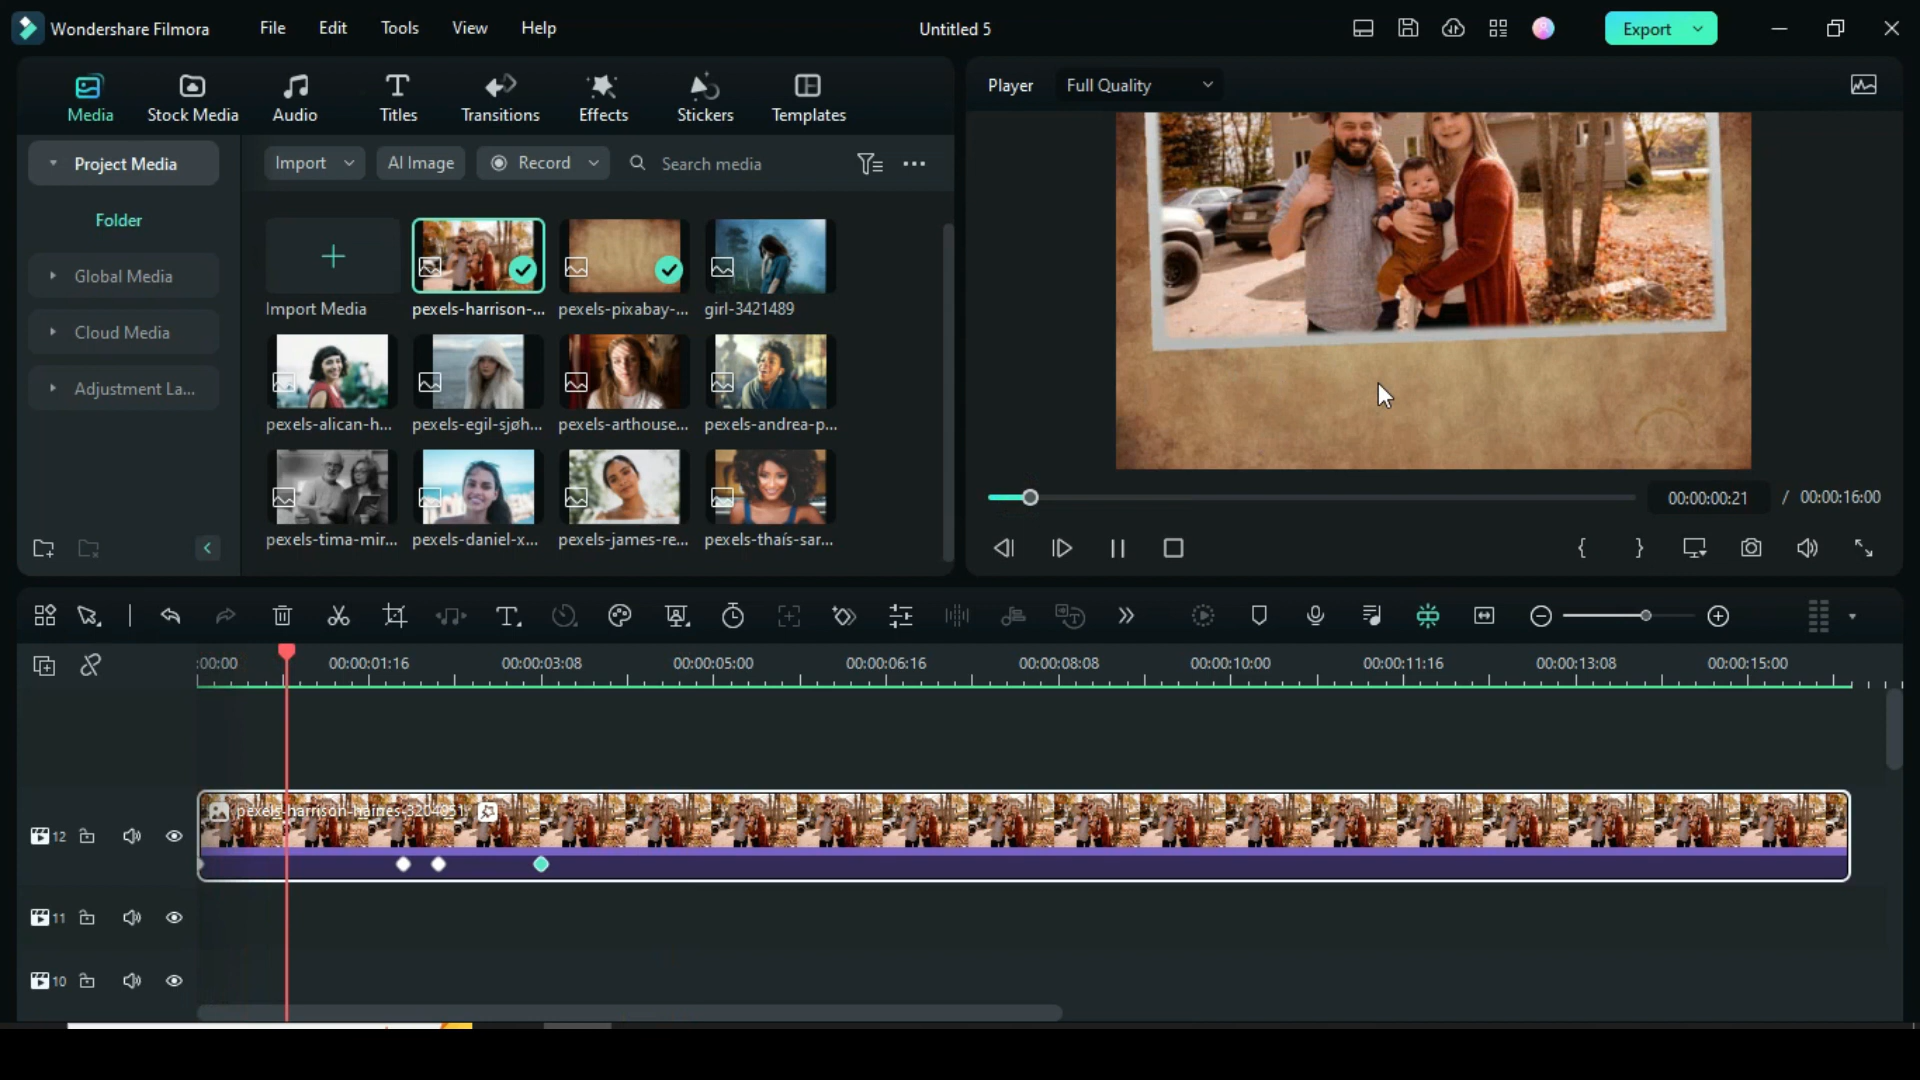 Wondershare Filmora File Edit Tools View Help Untitled 5 Export
Media Stock Media Audio Titles Transitions Effects Stickers Templates
Player Full Quality
Project Media
Import AI Image Record Search media
Folder
Global Media
Cloud Media
Adjustment La...
Import Media pexels-harrison-... pexels-pixabay-... girl-3421489
pexels-alican-h... pexels-egil-sjøh... pexels-arthouse... pexels-andrea-p...
pexels-tima-mir... pexels-daniel-x... pexels-james-re... pexels-thaís-sar...
00:00:00:21 / 00:00:16:00
:00:00 00:00:01:16 00:00:03:08 00:00:05:00 00:00:06:16 00:00:08:08 00:00:10:00 00:00:11:16 00:00:13:08 00:00:15:00
pexels-harrison-haines-3204951
12
11
10